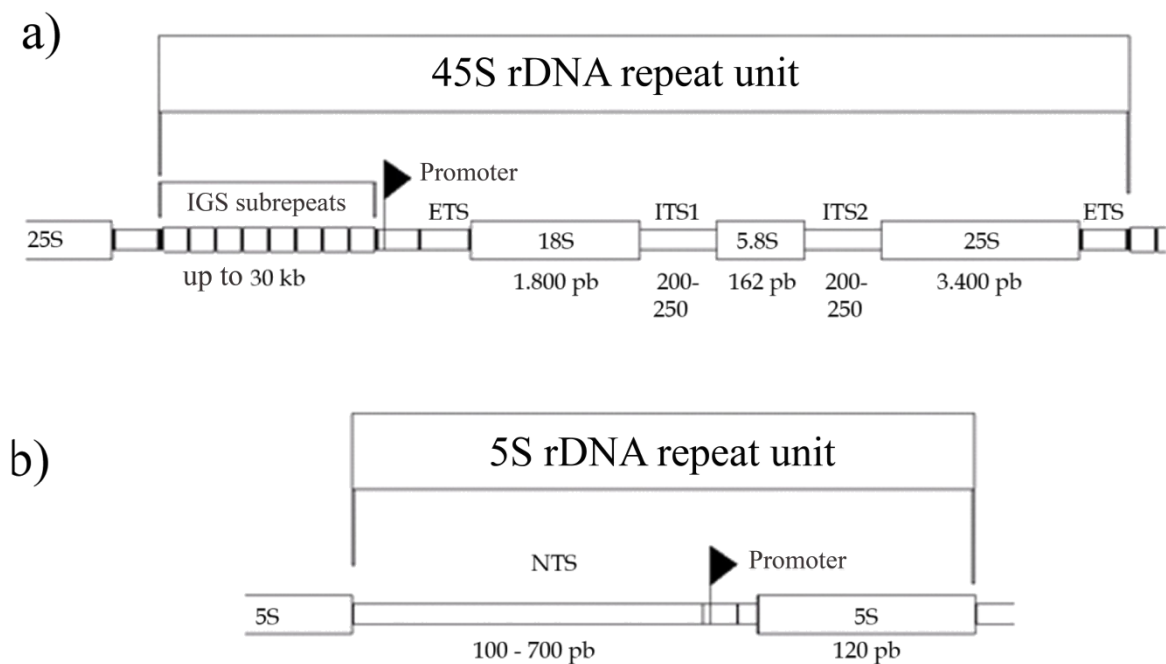 a)
45S rDNA repeat unit
Promoter
IGS subrepeats
ETS
ITS1
ITS2
ETS
25S
18S
5.8S
25S
up to 30 kb
1.800 pb
200-
250
162 pb
200-
250
3.400 pb
b)
5S rDNA repeat unit
NTS
Promoter
5S
5S
100 - 700 pb
120 pb